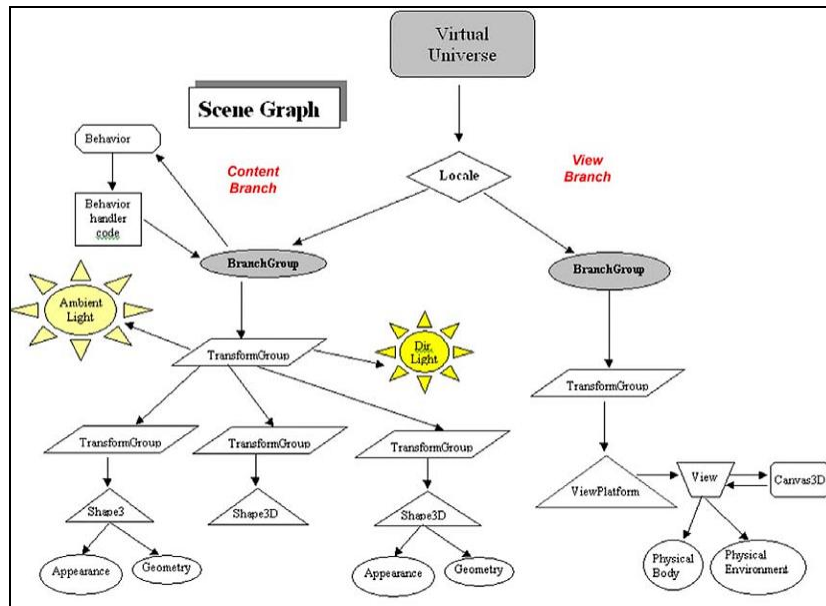 Virtual
Universe
Scene Graph
Behavior
Content
Branch
View
Branch
Locale
Behavior
handler
code
BranchGroup
BranchGroup
Ambient
Light
TransformGroup
Dir.
Light
TransformGroup
TransformGroup
TransformGroup
TransformGroup
ViewPlatform
View
Canvas3D
Shape3
Shape3D
Shape3D
Appearance
Geometry
Appearance
Geometry
Physical
Body
Physical
Environment